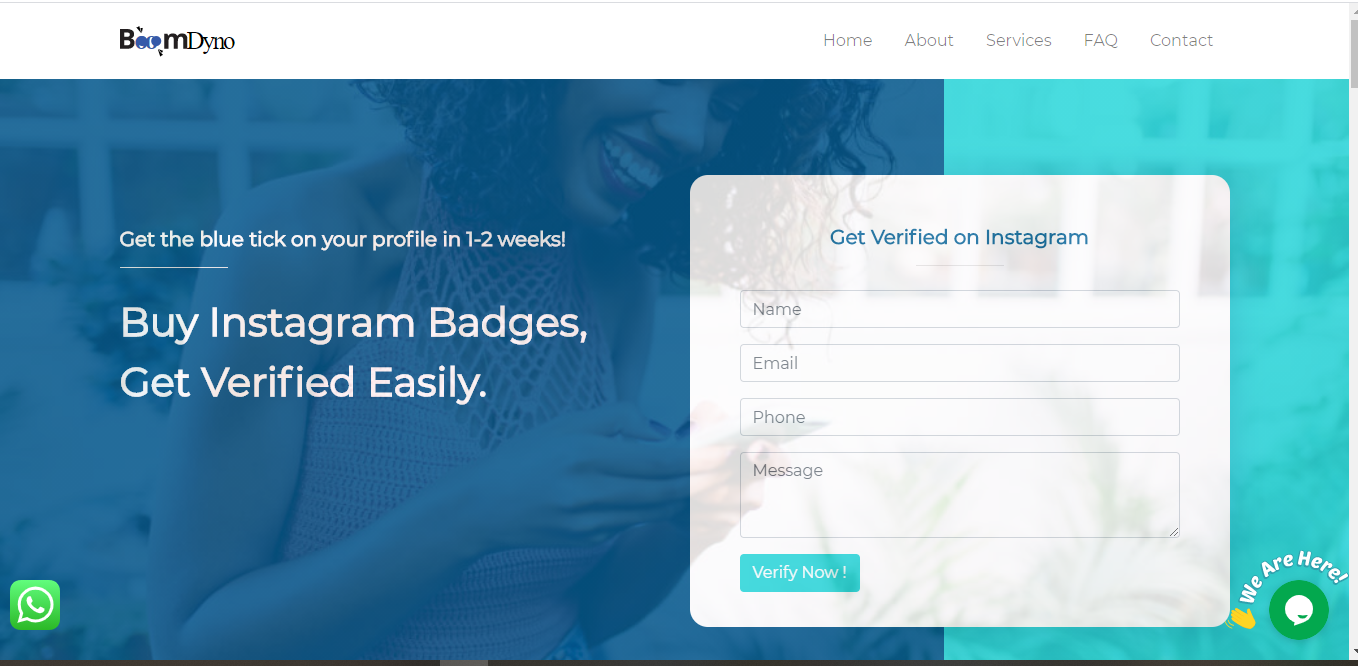 BoomDyno
Home About Services FAQ Contact
Get the blue tick on your profile in 1-2 weeks!
Buy Instagram Badges,
Get Verified Easily.
Get Verified on Instagram
Name
Email
Phone
Message
Verify Now !
We Are Here!